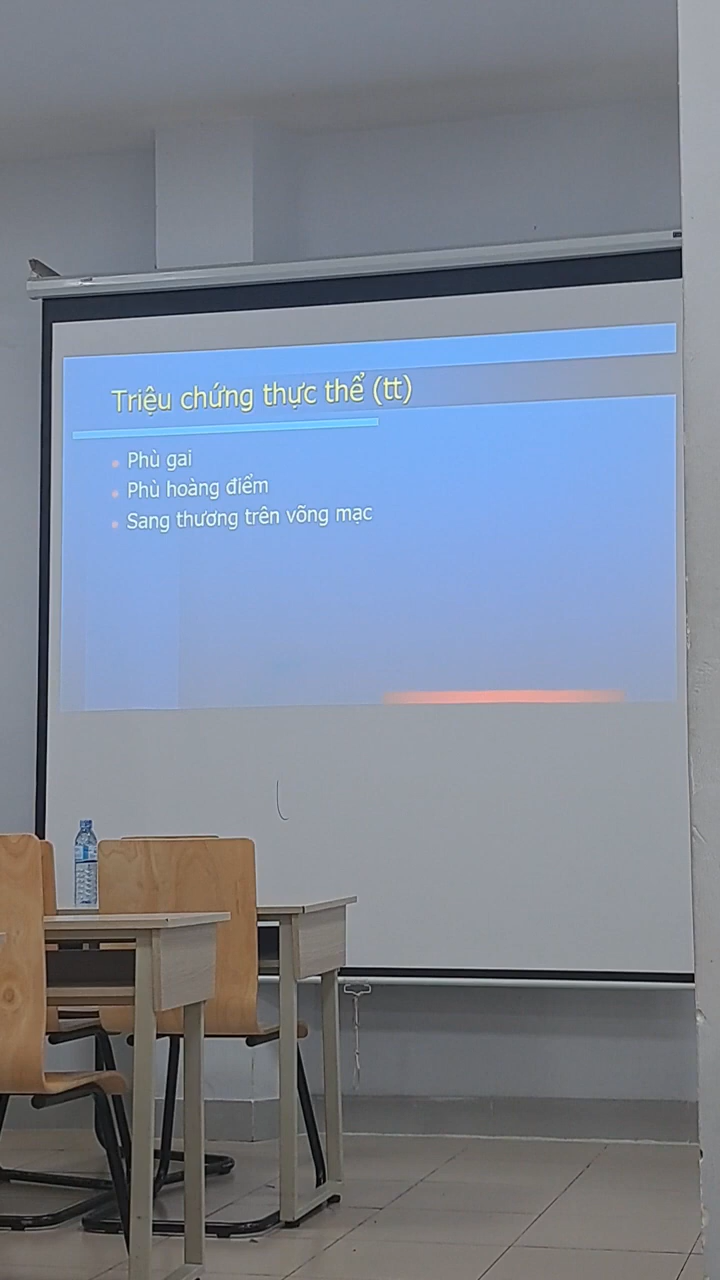 Triệu chứng thực thể (tt)
Phù gai
Phù hoàng điểm
Sang thương trên võng mạc